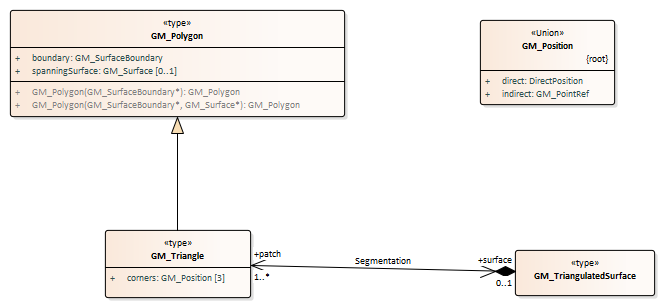 «type»
GM_Polygon
+ boundary: GM_SurfaceBoundary
+ spanningSurface: GM_Surface [0..1]
+ GM_Polygon(GM_SurfaceBoundary*): GM_Polygon
+ GM_Polygon(GM_SurfaceBoundary*, GM_Surface*): GM_Polygon
«Union»
GM_Position
{root}
+ direct: DirectPosition
+ indirect: GM_PointRef
«type»
GM_Triangle
+ corners: GM_Position [3]
+patch
1..*
Segmentation
+surface
0..1
«type»
GM_TriangulatedSurface